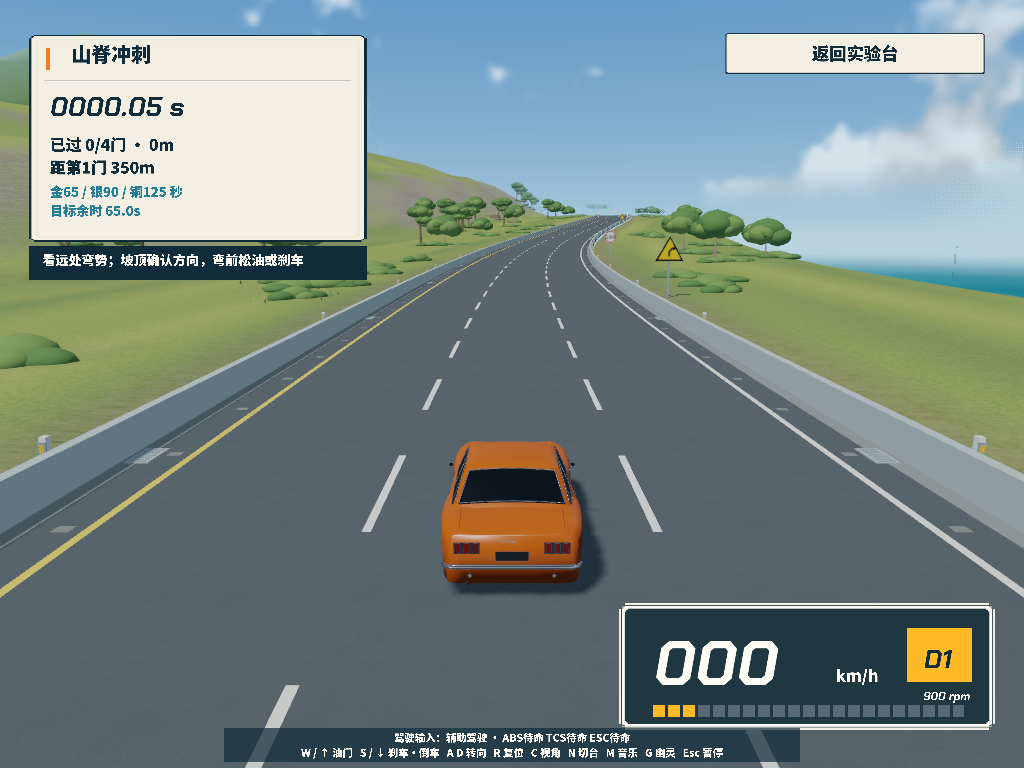 山脊冲刺
0000.05 s
已过 0/4门 · 0m
距第1门 350m
金65 / 银90 / 铜125 秒
目标余时 65.0s
看远处弯势；坡顶确认方向，弯前松油或刹车
返回实验台
000 km/h D1
900 rpm
驾驶输入：辅助驾驶 · ABS待命 TCS待命 ESC待命
W / ↑ 油门 S / ↓ 刹车·倒车 A D 转向 R 复位 C 视角 N 切台 M 音乐 G 幽灵 Esc 暂停